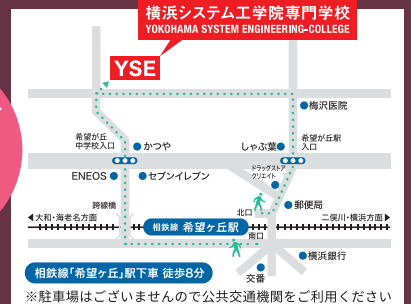 横浜システム工学院専門学校
YOKOHAMA SYSTEM ENGINEERING-COLLEGE
YSE
梅沢医院
希望が丘
中学校入口
かつや
しゃぶ葉
希望が丘駅
入口
ENEOS
セブンイレブン
ドラッグストア
クリエイト
跨線橋
北口
郵便局
大和・海老名方面
相鉄線 希望ヶ丘駅
二俣川・横浜方面
南口
横浜銀行
交番
相鉄線「希望ヶ丘」駅下車 徒歩8分
※駐車場はございませんので公共交通機関をご利用ください